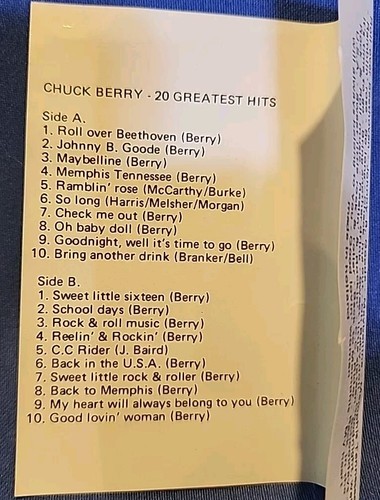 CHUCK BERRY - 20 GREATEST HITS
Side A.
1. Roll over Beethoven (Berry)
2. Johnny B. Goode (Berry)
3. Maybelline (Berry)
4. Memphis Tennessee (Berry)
5. Ramblin' rose (McCarthy/Burke)
6. So long (Harris/Melsher/Morgan)
7. Check me out (Berry)
8. Oh baby doll (Berry)
9. Goodnight, well it's time to go (Berry)
10. Bring another drink (Branker/Bell)
Side B.
1. Sweet little sixteen (Berry)
2. School days (Berry)
3. Rock & roll music (Berry)
4. Reelin' & Rockin' (Berry)
5. C.C Rider (J. Baird)
6. Back in the U.S.A. (Berry)
7. Sweet little rock & roller (Berry)
8. Back to Memphis (Berry)
9. My heart will always belong to you (Berry)
10. Good lovin' woman (Berry)